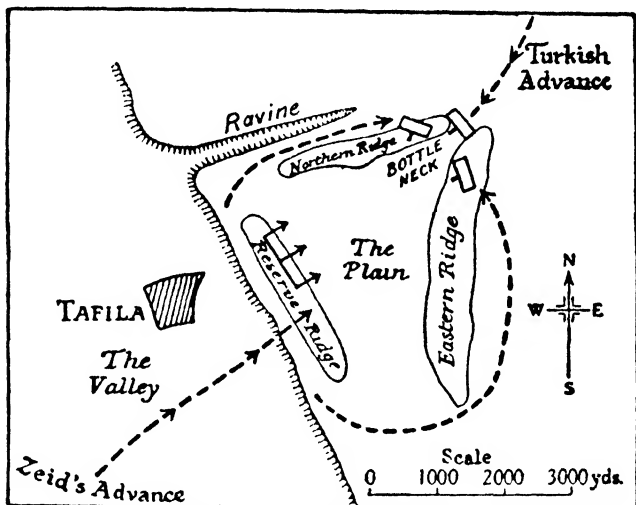 Turkish
Advance
Ravine
Northern Ridge
BOTTLE
NECK
The
Plain
Reserve
Ridge
Eastern Ridge
TAFILA
The
Valley
Zeid's Advance
N
W E
S
Scale
0 1000 2000 3000 yds.